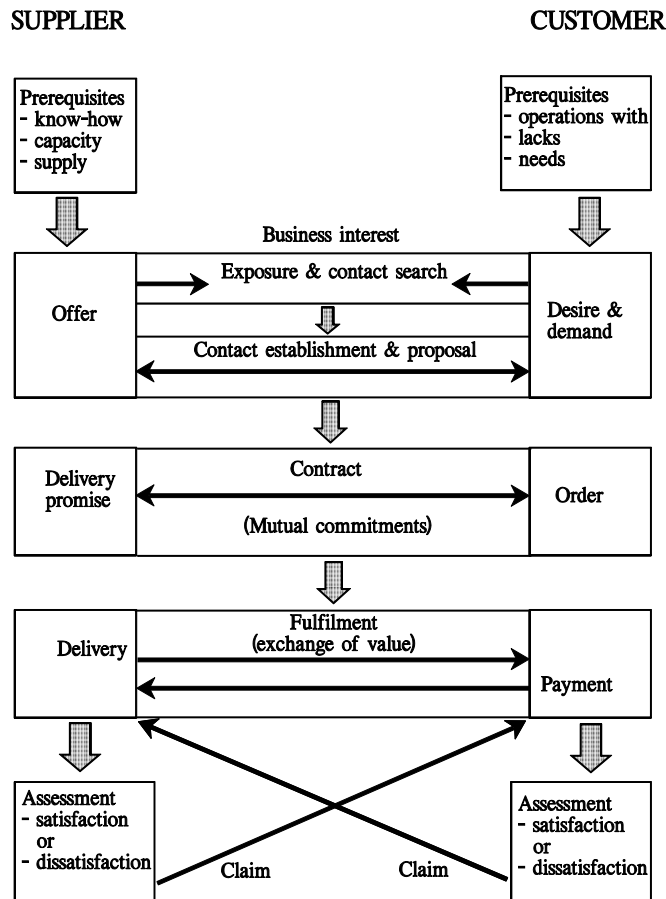 SUPPLIER
CUSTOMER
Prerequisites
- know-how
- capacity
- supply
Prerequisites
- operations with
- lacks
- needs
Business interest
Exposure & contact search
Offer
Desire &
demand
Contact establishment & proposal
Delivery
promise
Contract
(Mutual commitments)
Order
Delivery
Fulfilment
(exchange of value)
Payment
Assessment
- satisfaction
or
- dissatisfaction
Claim
Claim
Assessment
- satisfaction
or
- dissatisfaction